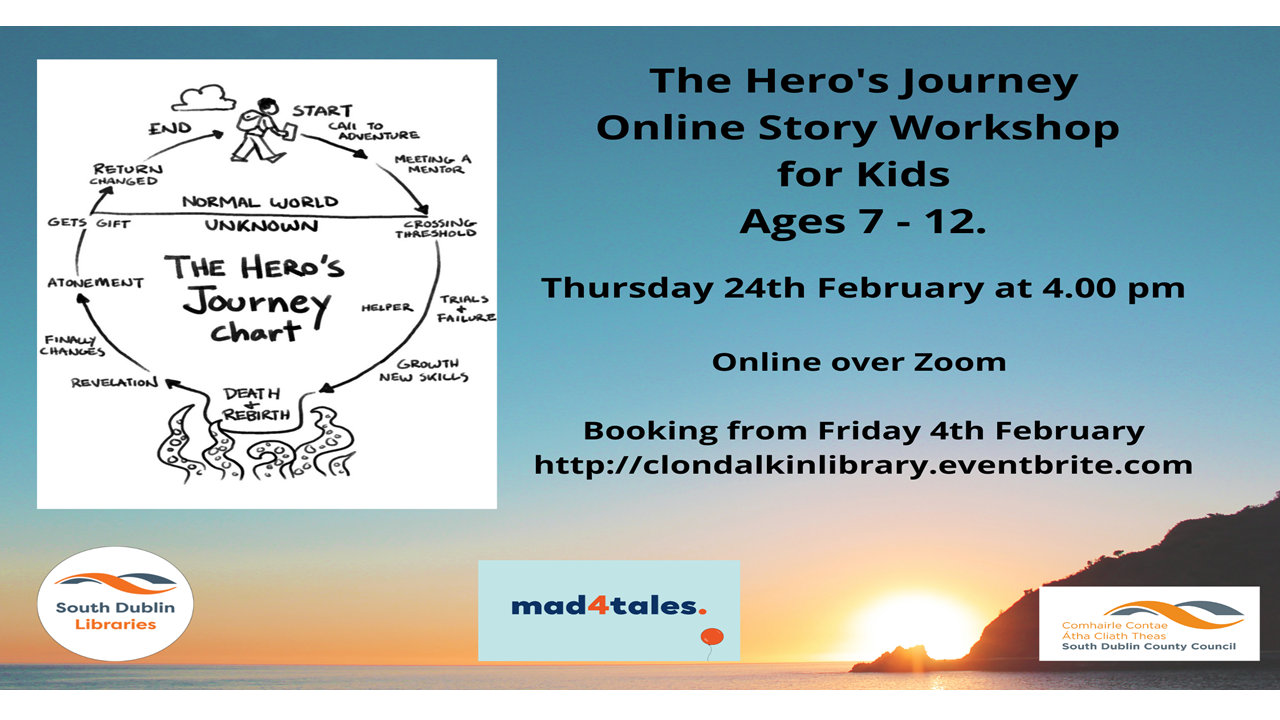 START
CALL TO
ADVENTURE
MEETING A
MENTOR
END
RETURN
CHANGED
NORMAL WORLD
GETS GIFT
UNKNOWN
CROSSING
THRESHOLD
THE HERO'S
JOURNEY
CHART
ATONEMENT
HELPER
TRIALS
+
FAILURE
FINALLY
CHANGES
GROWTH
NEW SKILLS
REVELATION
DEATH
+
REBIRTH
The Hero's Journey
Online Story Workshop
for Kids
Ages 7 - 12.
Thursday 24th February at 4.00 pm
Online over Zoom
Booking from Friday 4th February
http://clondalkinlibrary.eventbrite.com
South Dublin
Libraries
mad4tales.
Comhairle Contae
Átha Cliath Theas
South Dublin County Council